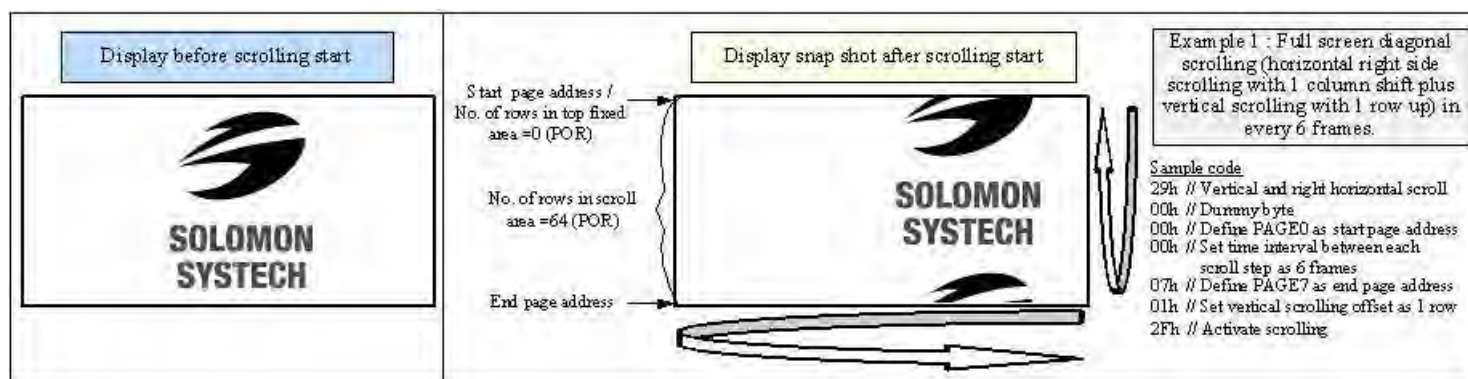 Display before scrolling start
SOLOMON
SYSTECH
Display snap shot after scrolling start
Start page address /
No. of rows in top fixed
area =0 (POR)
No. of rows in scroll
area =64 (POR)
End page address
SOLOMON
SYSTECH
Example 1 : Full screen diagonal
scrolling (horizontal right side
scrolling with 1 column shift plus
vertical scrolling with 1 row up) in
every 6 frames.
Sample code
29h // Vertical and right horizontal scroll
00h // Dummy byte
00h // Define PAGE0 as start page address
00h // Set time interval between each
scroll step as 6 frames
07h // Define PAGE7 as end page address
01h // Set vertical scrolling offset as 1 row
2Fh // Activate scrolling